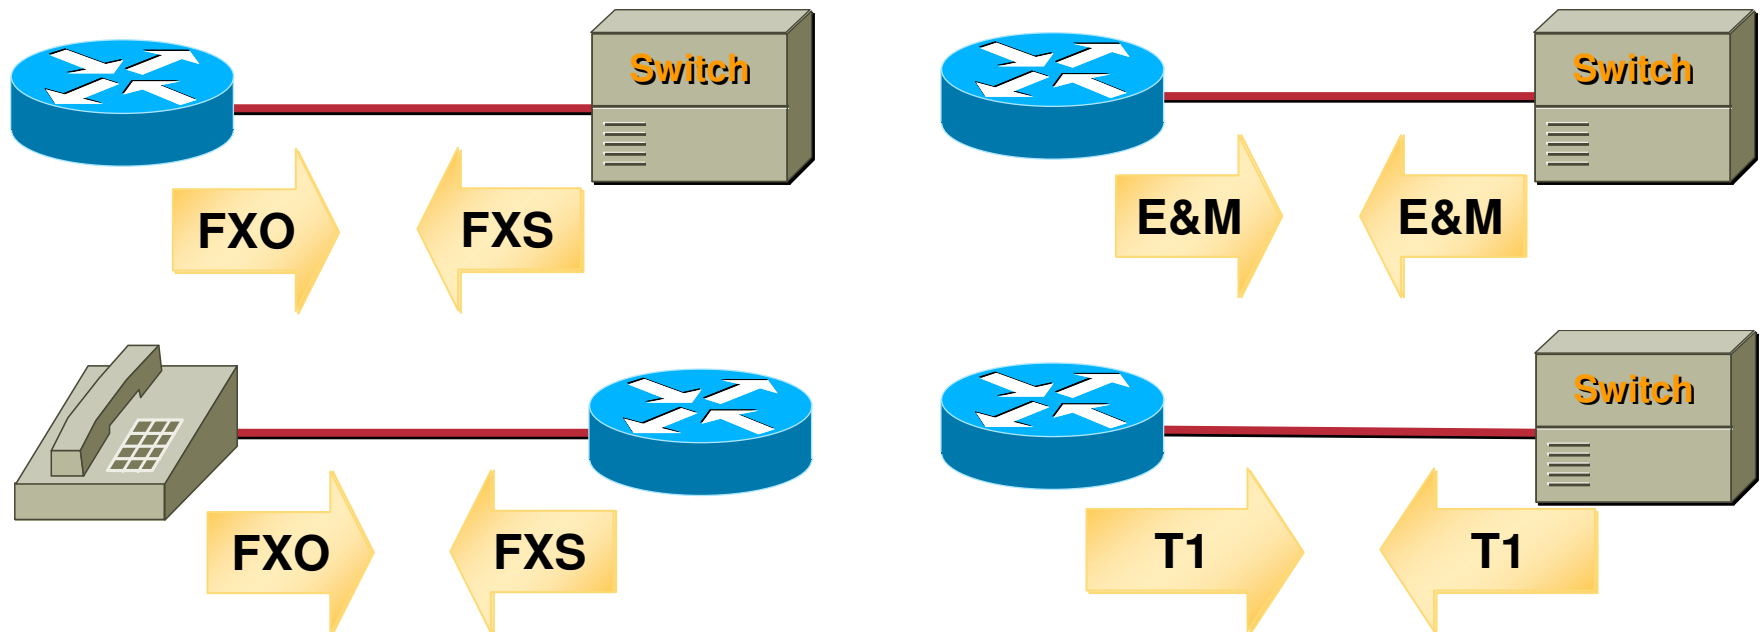 Switch
FXO
FXS
Switch
E&M
E&M
FXO
FXS
Switch
T1
T1